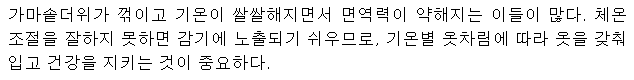 가마솥더위가 꺾이고 기온이 쌀쌀해지면서 면역력이 약해지는 이들이 많다. 체온
조절을 잘하지 못하면 감기에 노출되기 쉬우므로, 기온별 옷차림에 따라 옷을 갖춰
입고 건강을 지키는 것이 중요하다.